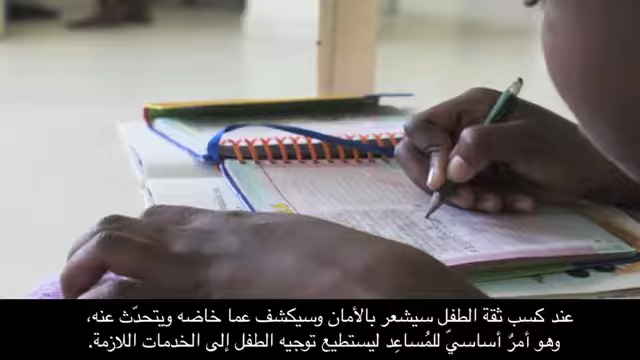 عند كسب ثقة الطفل سيشعر بالأمان وسيكشف عما خاضه ويتحدّث عنه،
وهو أمرٌ أساسيّ للمُساعِد ليستطيع توجيه الطفل إلى الخدمات اللازمة.